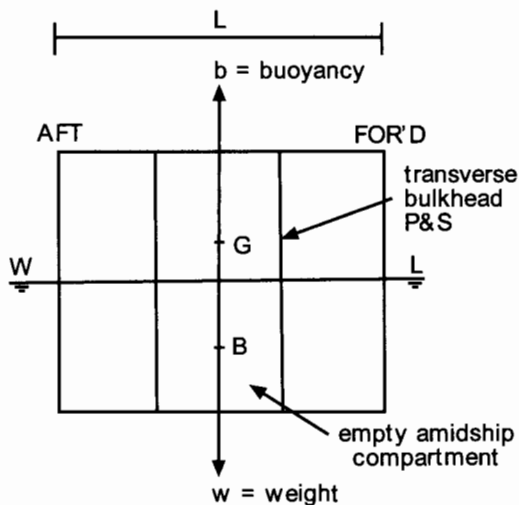 L
b = buoyancy
AFT
FOR'D
transverse
bulkhead
P&S
G
W
L
B
empty amidship
compartment
w = weight